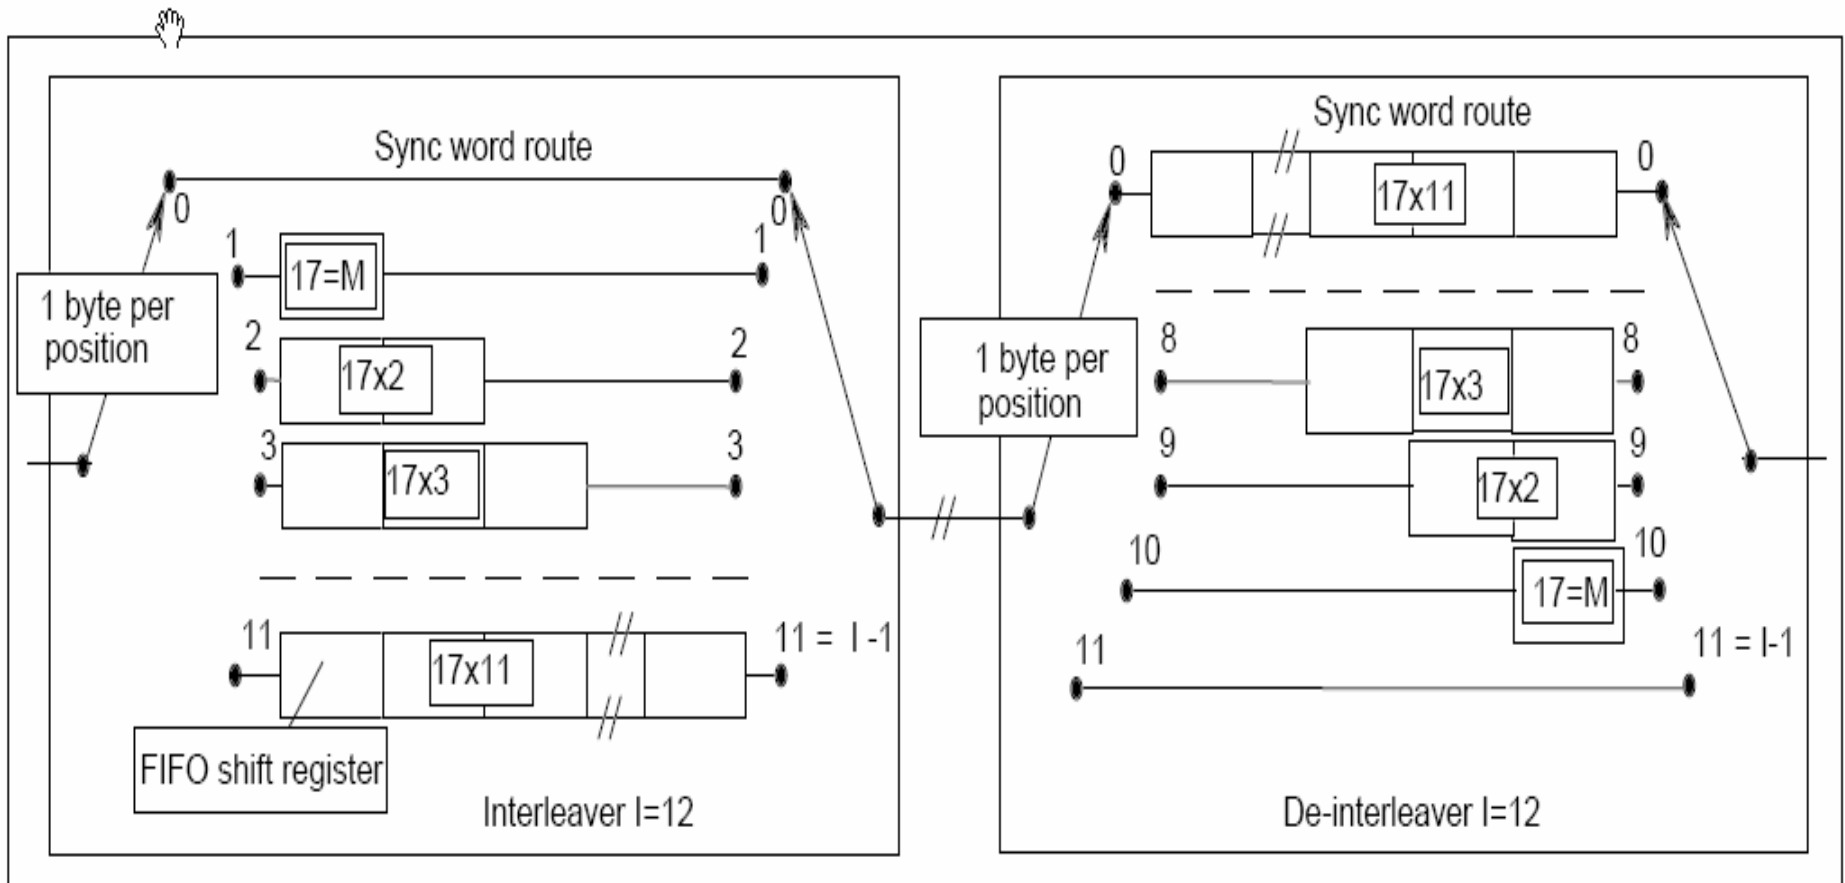 Sync word route
0
0
1
17=M
1
1 byte per
position
2
17x2
2
3
17x3
3
11
17x11
11 = I -1
FIFO shift register
Interleaver I=12
Sync word route
0
17x11
0
1 byte per
position
8
17x3
8
9
17x2
9
10
17=M
10
11
11 = I-1
De-interleaver I=12